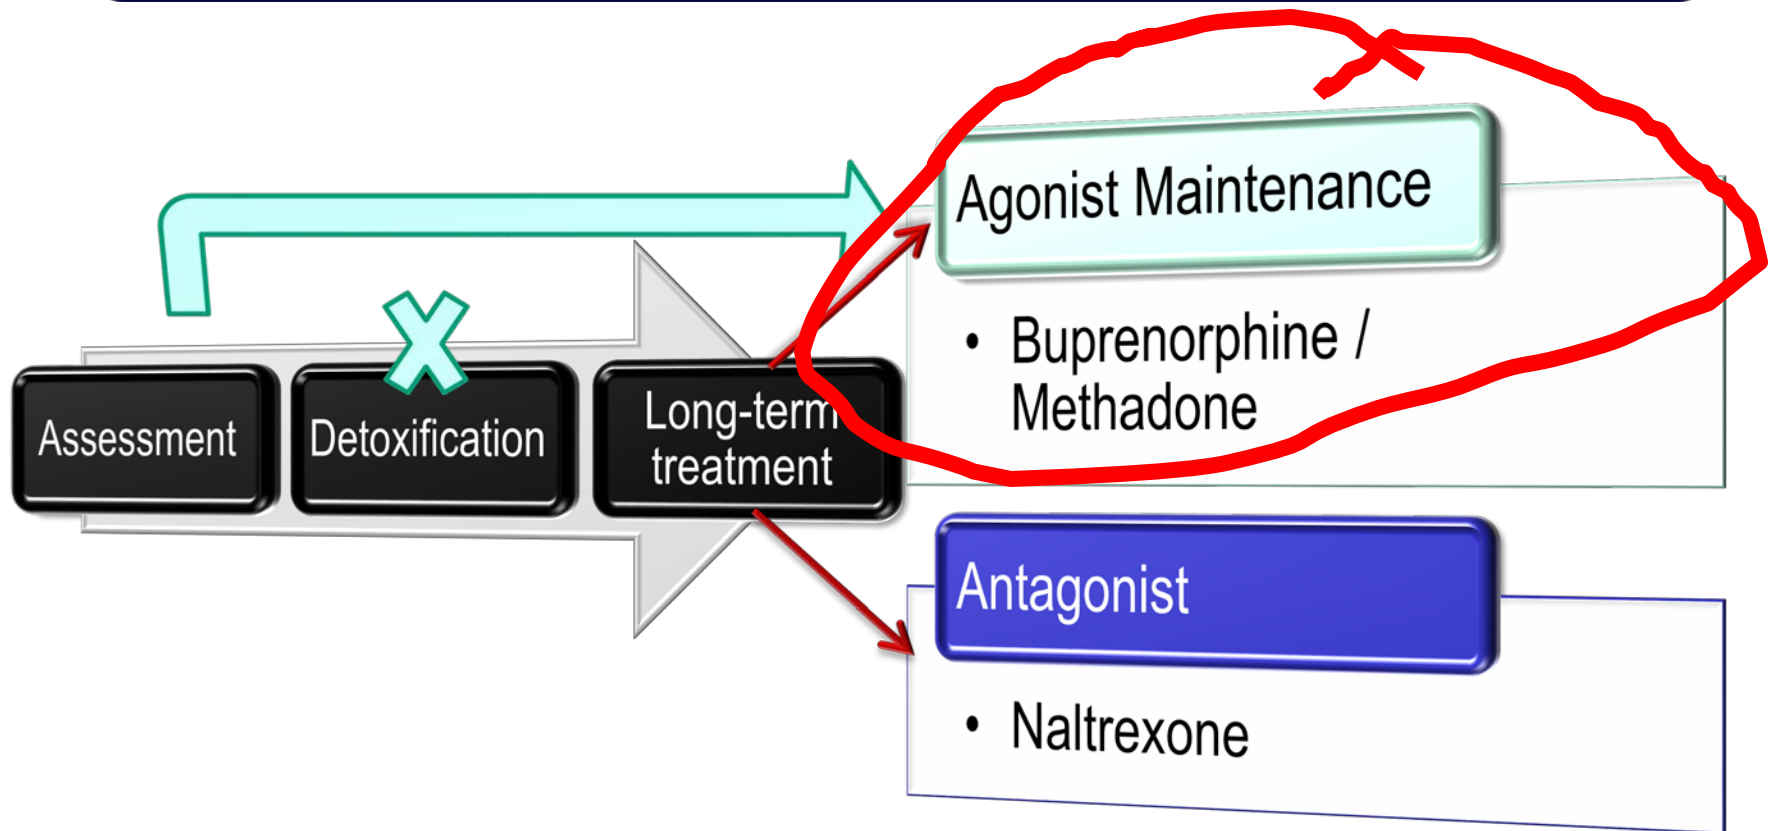 Assessment
Detoxification
Long-term
treatment
Agonist Maintenance
• Buprenorphine /
Methadone
Antagonist
• Naltrexone